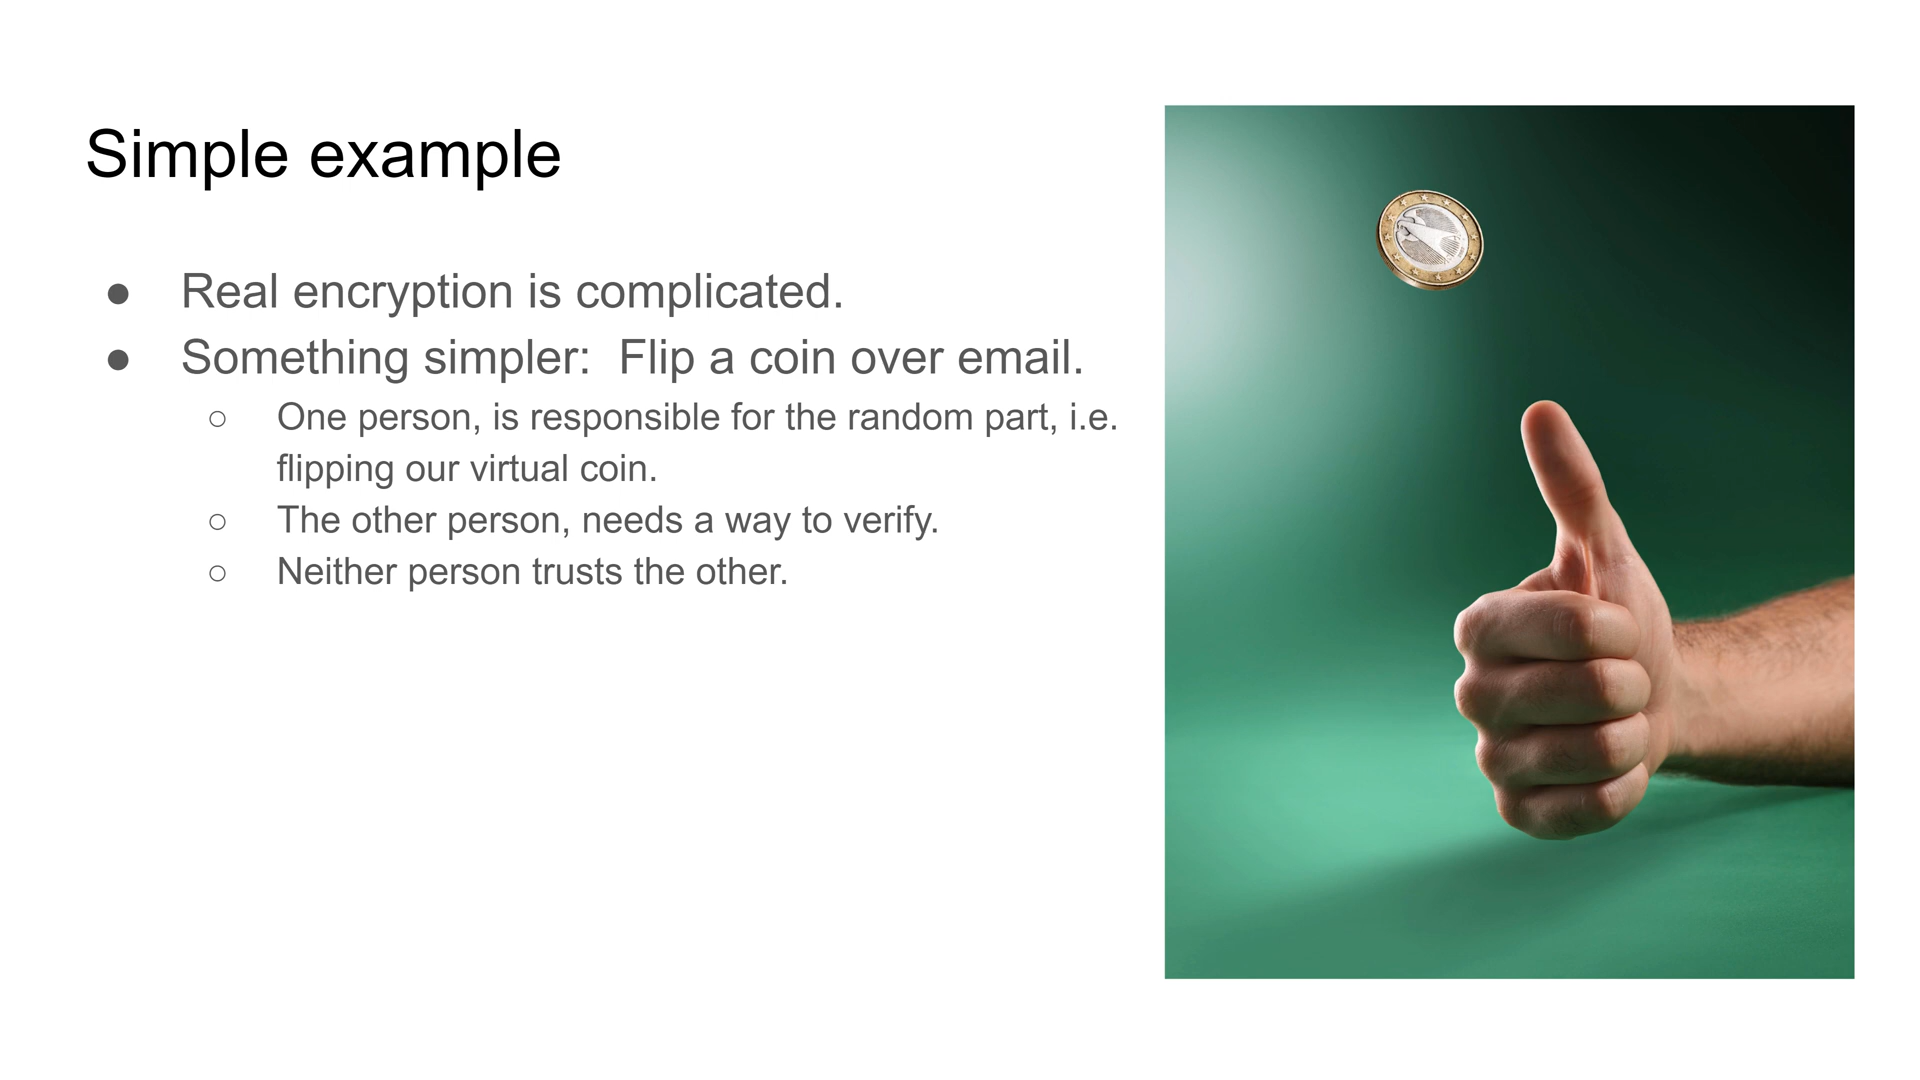 Simple example
● Real encryption is complicated.
● Something simpler:  Flip a coin over email.
○ One person, is responsible for the random part, i.e.
flipping our virtual coin.
○ The other person, needs a way to verify.
○ Neither person trusts the other.